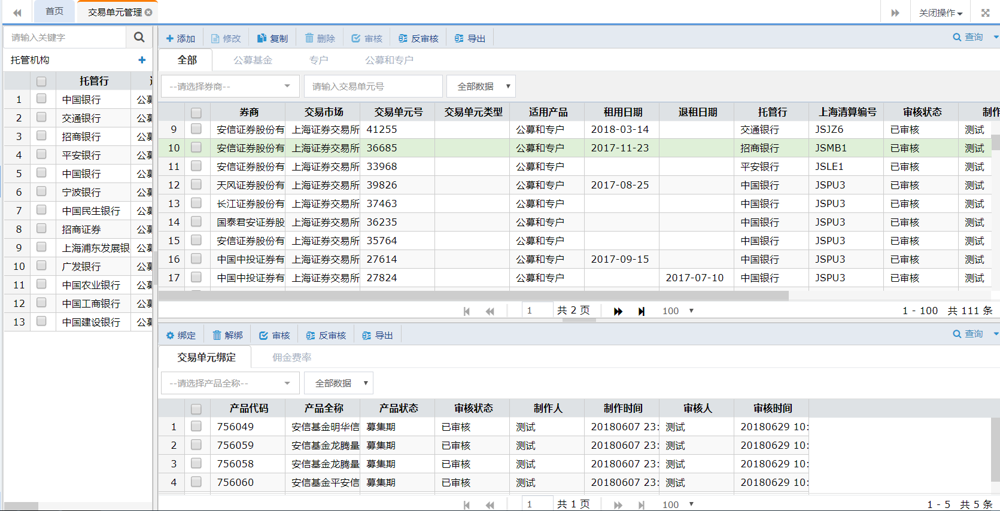 首页
交易单元管理
关闭操作
请输入关键字
托管机构
托管行
1 中国银行 公募
2 交通银行 公募
3 招商银行 公募
4 平安银行 公募
5 中国银行 公募
6 宁波银行 公募
7 中国民生银行 公募
8 招商证券 公募
9 上海浦东发展银 公募
10 广发银行 公募
11 中国农业银行 公募
12 中国工商银行 公募
13 中国建设银行 公募
添加 修改 复制 删除 审核 反审核 导出 查询
全部 公募基金 专户 公募和专户
--请选择券商-- 请输入交易单元号 全部数据
券商 交易市场 交易单元号 交易单元类型 适用产品 租用日期 退租日期 托管行 上海清算编号 审核状态 制作
9 安信证券股份有 上海证券交易所 41255 公募和专户 2018-03-14 交通银行 JSJZ6 已审核 测试
10 安信证券股份有 上海证券交易所 36685 公募和专户 2017-11-23 招商银行 JSMB1 已审核 测试
11 安信证券股份有 上海证券交易所 33968 公募和专户 平安银行 JSLE1 已审核 测试
12 天风证券股份有 上海证券交易所 39826 公募和专户 2017-08-25 中国银行 JSPU3 已审核 测试
13 长江证券股份有 上海证券交易所 37463 公募和专户 中国银行 JSPU3 已审核 测试
14 国泰君安证券股 上海证券交易所 36235 公募和专户 中国银行 JSPU3 已审核 测试
15 安信证券股份有 上海证券交易所 35764 公募和专户 中国银行 JSPU3 已审核 测试
16 中国中投证券有 上海证券交易所 27614 公募和专户 2017-09-15 中国银行 JSPU3 已审核 测试
17 中国中投证券有 上海证券交易所 27824 公募和专户 2017-07-10 中国银行 JSPU3 已审核 测试
1 共 2 页 100 1 - 100 共 111 条
绑定 解绑 审核 反审核 导出 查询
交易单元绑定 佣金费率
--请选择产品全称-- 全部数据
产品代码 产品全称 产品状态 审核状态 制作人 制作时间 审核人 审核时间
1 756049 安信基金明华信 募集期 已审核 测试 20180607 23: 测试 20180629 10:
2 756059 安信基金龙腾量 募集期 已审核 测试 20180607 23: 测试 20180629 10:
3 756058 安信基金龙腾量 募集期 已审核 测试 20180607 23: 测试 20180629 10:
4 756060 安信基金平安信 募集期 已审核 测试 20180607 23: 测试 20180629 10:
1 共 1 页 100 1 - 5 共 5 条